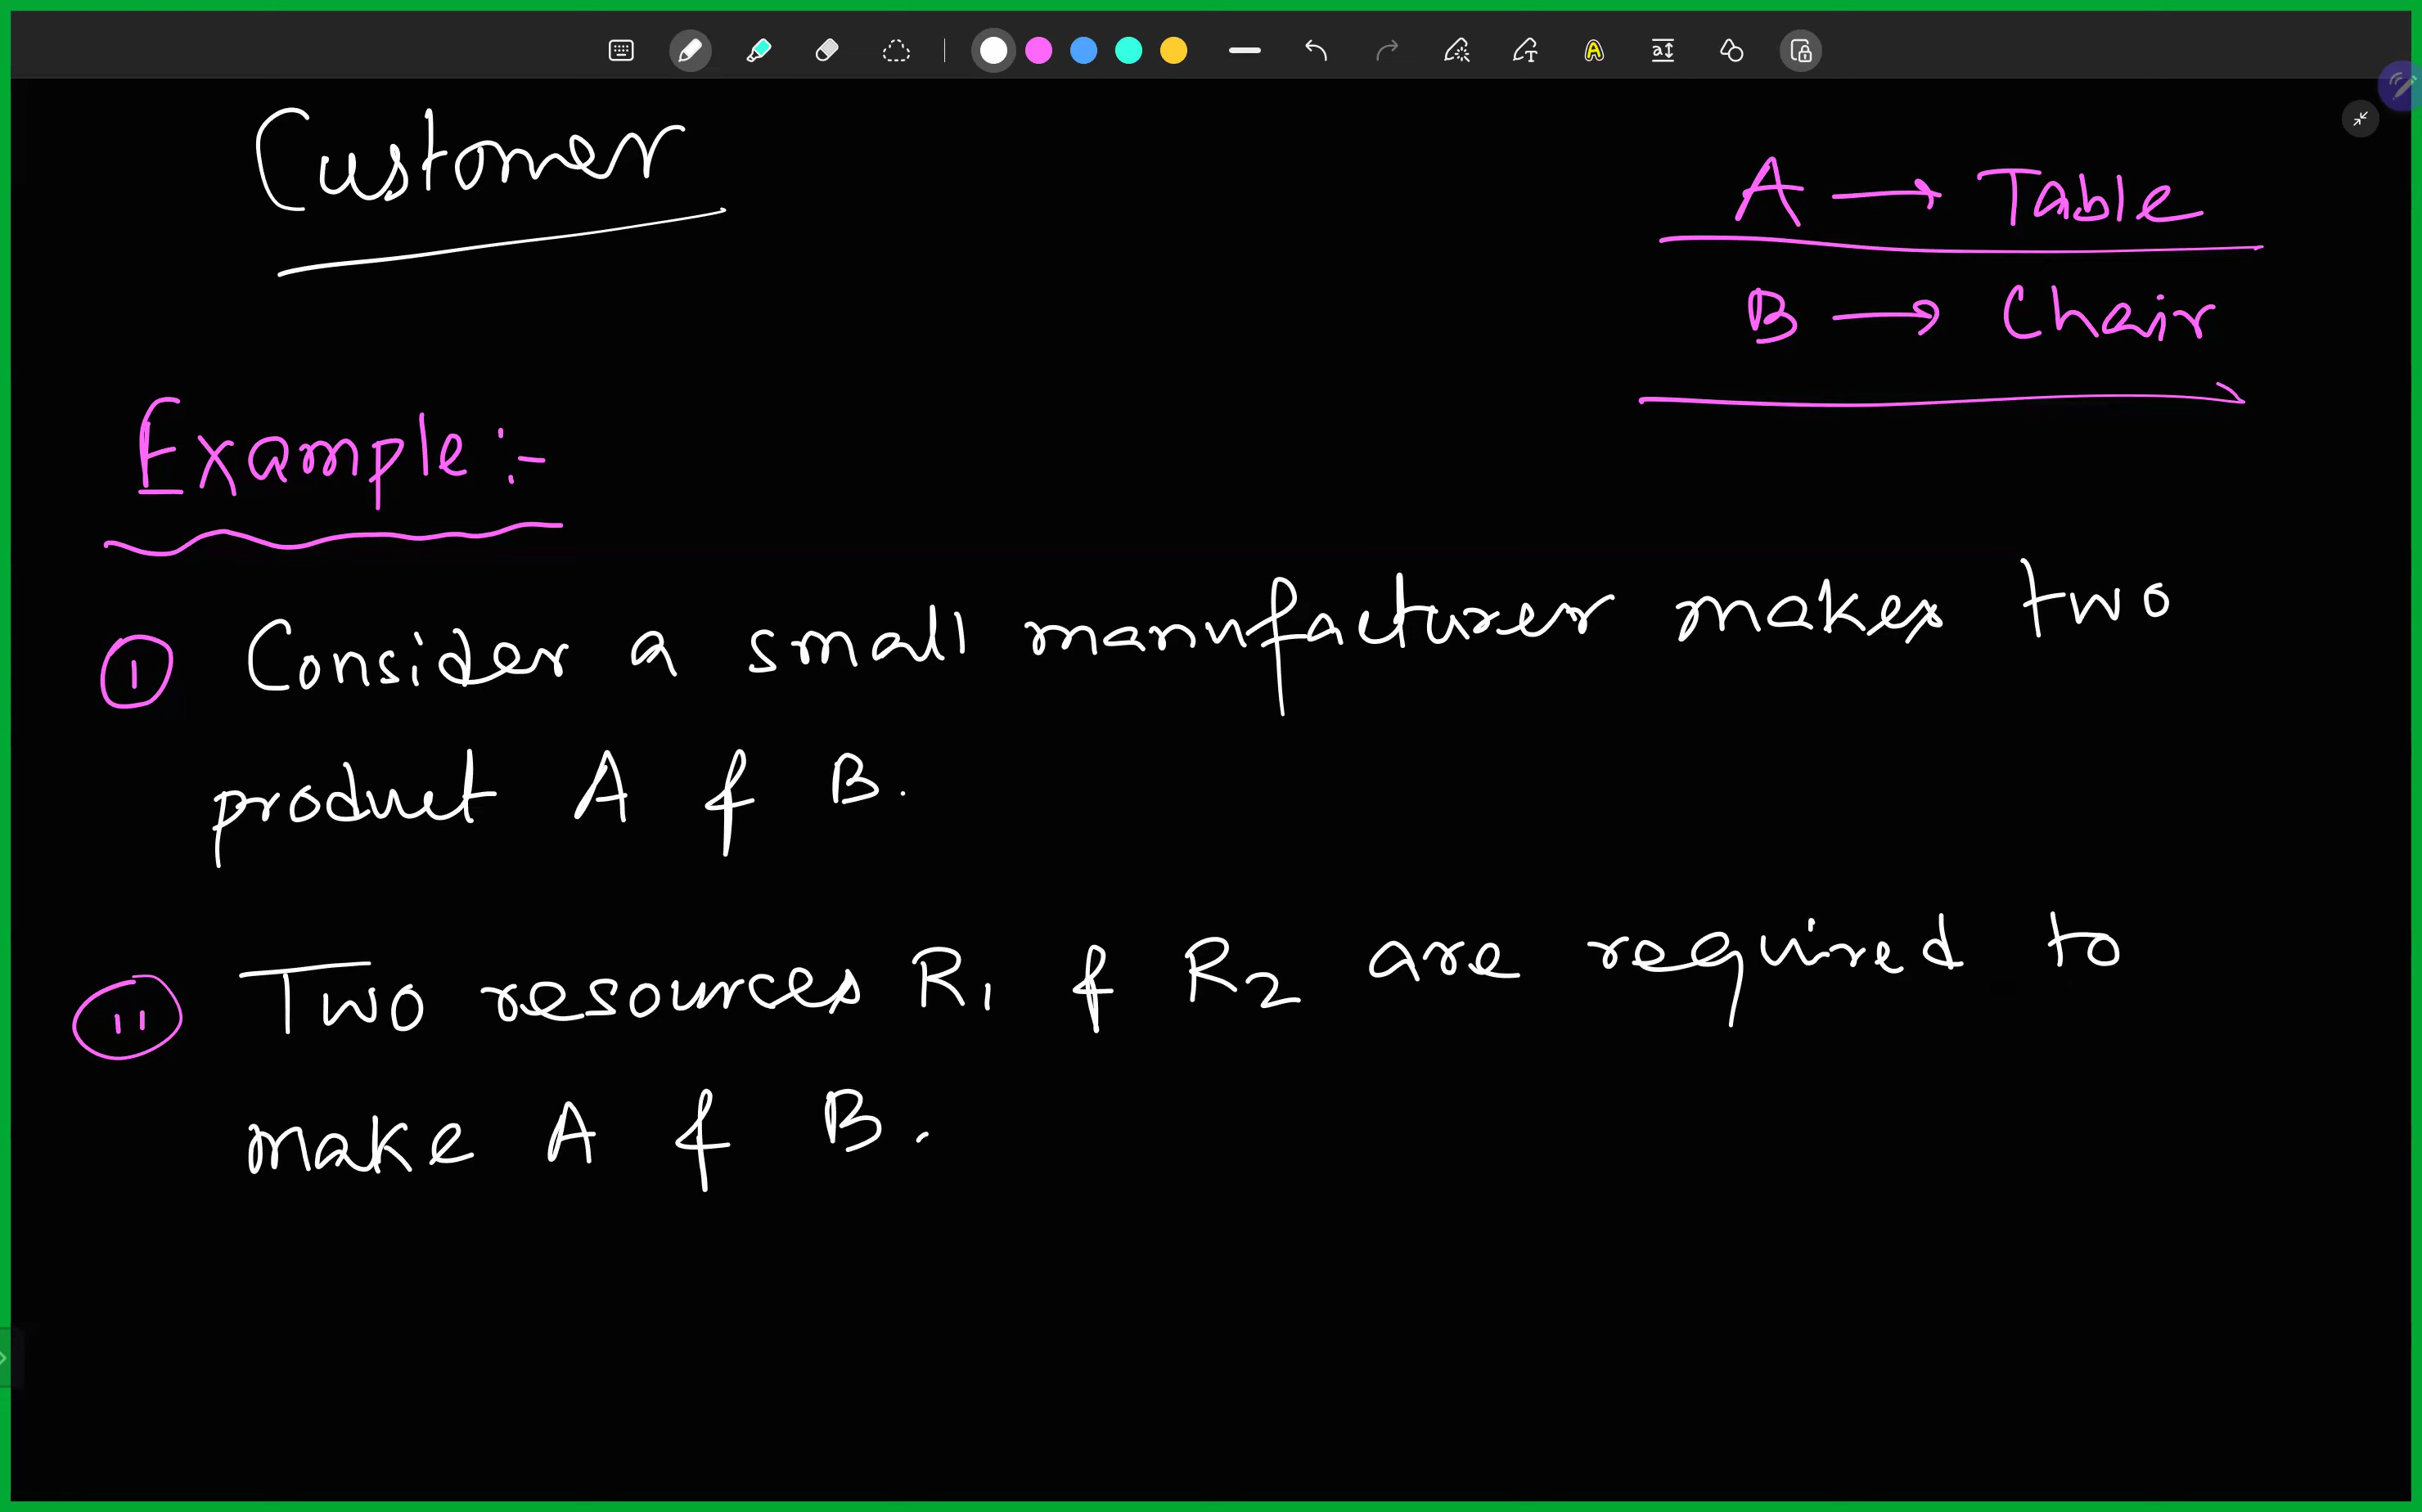 Customer
A → Table
B → Chair
Example :-
I Consider a small manufacturer makes two
product A & B.
II Two resources R1 & R2 are required to
make A & B.